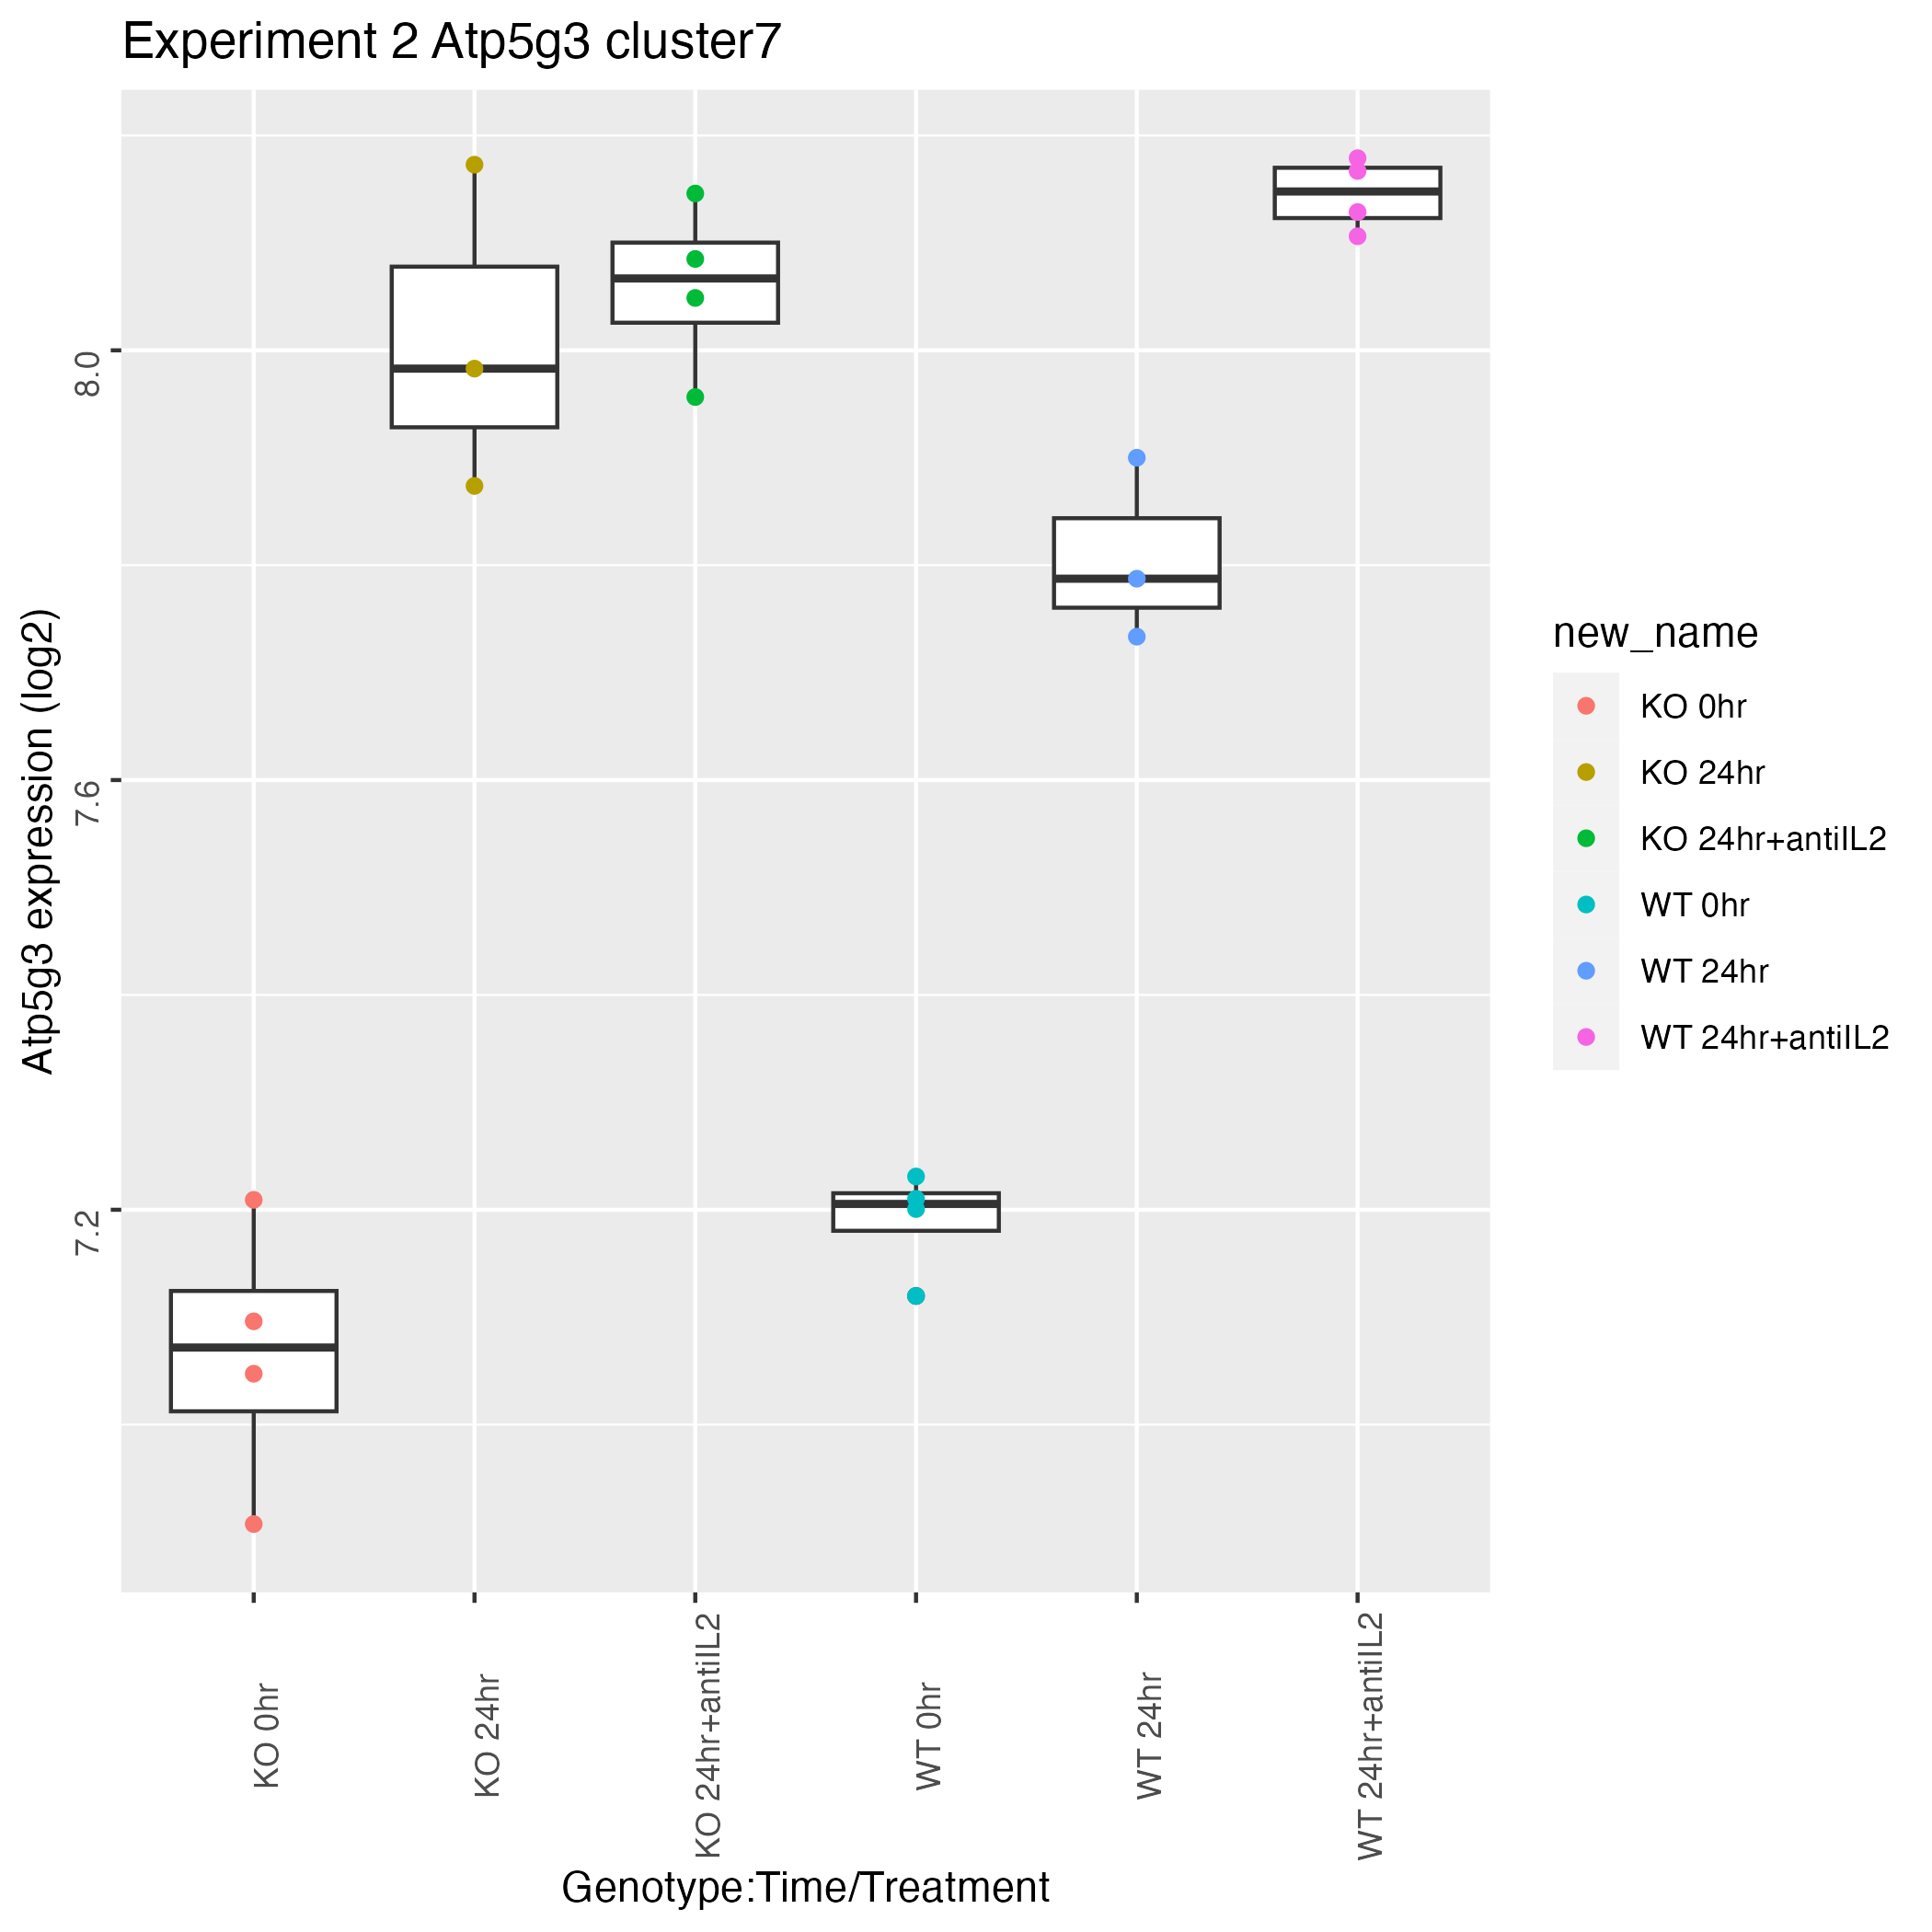 Experiment 2 Atp5g3 cluster7
Atp5g3 expression (log2)
8.0
7.6
7.2
KO 0hr
KO 24hr
KO 24hr+antiIL2
WT 0hr
WT 24hr
WT 24hr+antiIL2
Genotype:Time/Treatment
new_name
KO 0hr
KO 24hr
KO 24hr+antiIL2
WT 0hr
WT 24hr
WT 24hr+antiIL2